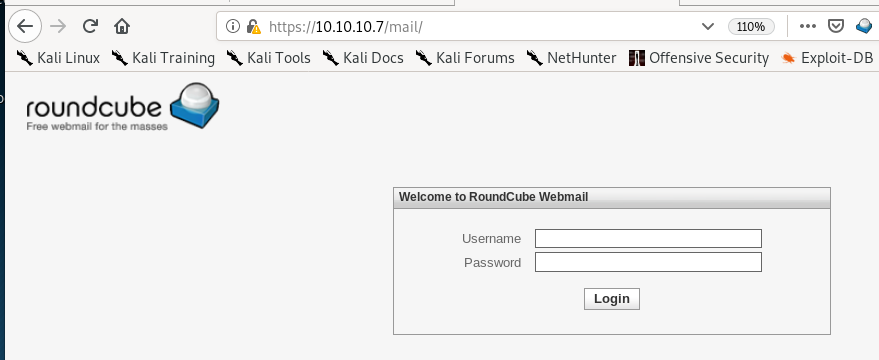 https://10.10.10.7/mail/ 110%
Kali Linux Kali Training Kali Tools Kali Docs Kali Forums NetHunter Offensive Security Exploit-DB
roundcube
Free webmail for the masses
Welcome to RoundCube Webmail
Username
Password
Login